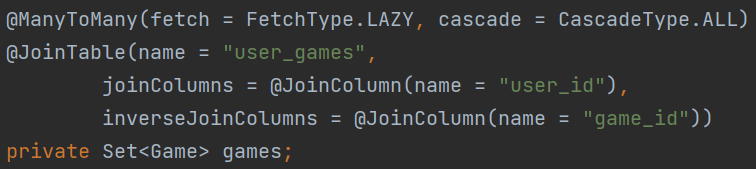 @ManyToMany(fetch = FetchType.LAZY, cascade = CascadeType.ALL)
@JoinTable(name = "user_games",
        joinColumns = @JoinColumn(name = "user_id"),
        inverseJoinColumns = @JoinColumn(name = "game_id"))
private Set<Game> games;